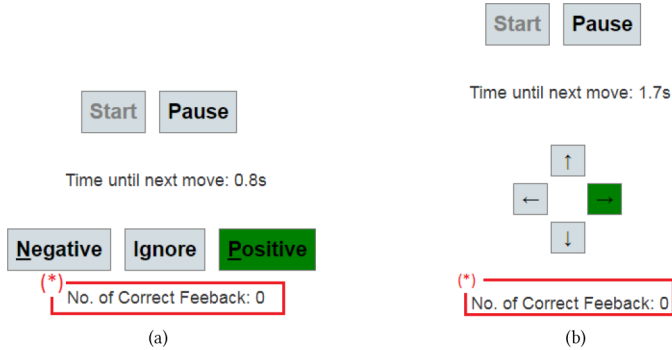 Start Pause
Time until next move: 0.8s
Negative Ignore Positive
(*)
No. of Correct Feeback: 0
(a)
Start Pause
Time until next move: 1.7s
↑
← →
↓
(*)
No. of Correct Feeback: 0
(b)